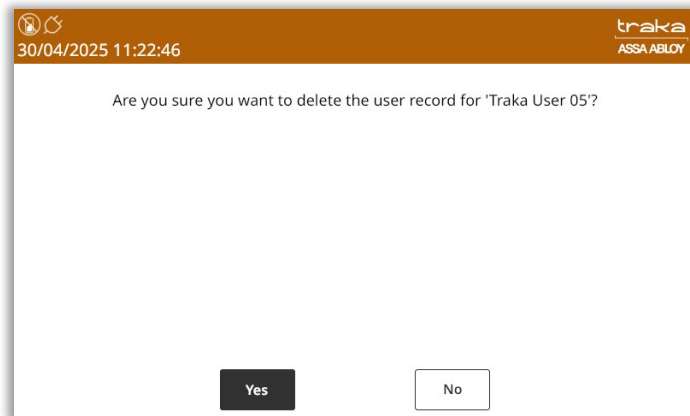 traka
30/04/2025 11:22:46
ASSA ABLOY
Are you sure you want to delete the user record for 'Traka User 05'?
Yes
No